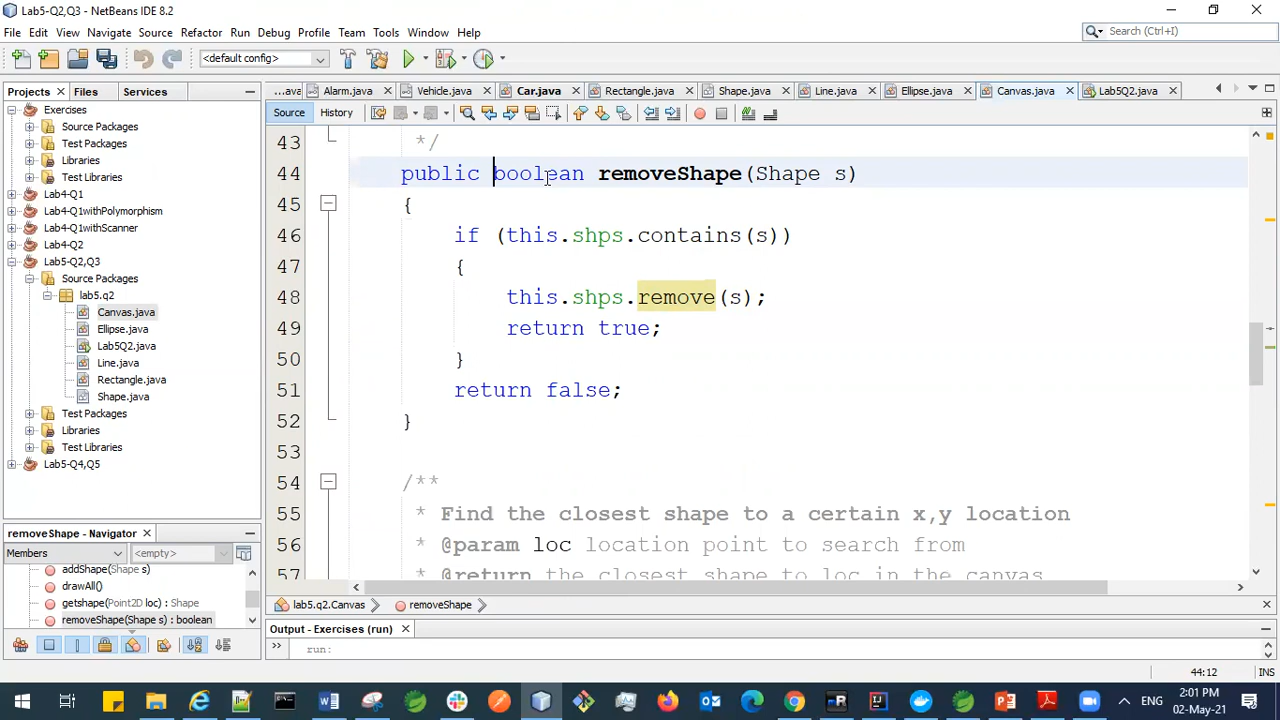 Lab5-Q2,Q3 - NetBeans IDE 8.2
File Edit View Navigate Source Refactor Run Debug Profile Team Tools Window Help
Search (Ctrl+I)
<default config>
Projects Files Services
...ava Alarm.java Vehicle.java Car.java Rectangle.java Shape.java Line.java Ellipse.java Canvas.java Lab5Q2.java
Source History
Exercises
Source Packages
Test Packages
Libraries
Test Libraries
Lab4-Q1
Lab4-Q1withPolymorphism
Lab4-Q1withScanner
Lab4-Q2
Lab5-Q2,Q3
Source Packages
lab5.q2
Canvas.java
Ellipse.java
Lab5Q2.java
Line.java
Rectangle.java
Shape.java
Test Packages
Libraries
Test Libraries
Lab5-Q4,Q5
43 */
44 public boolean removeShape(Shape s)
45 {
46 if (this.shps.contains(s))
47 {
48 this.shps.remove(s);
49 return true;
50 }
51 return false;
52 }
53
54 /**
55 * Find the closest shape to a certain x,y location
56 * @param loc location point to search from
57 * @return the closest shape to loc in the canvas
removeShape - Navigator
Members <empty>
addShape(Shape s)
drawAll()
getshape(Point2D loc) : Shape
removeShape(Shape s) : boolean
lab5.q2.Canvas removeShape
Output - Exercises (run)
run:
44:12 INS
ENG
2:01 PM
02-May-21